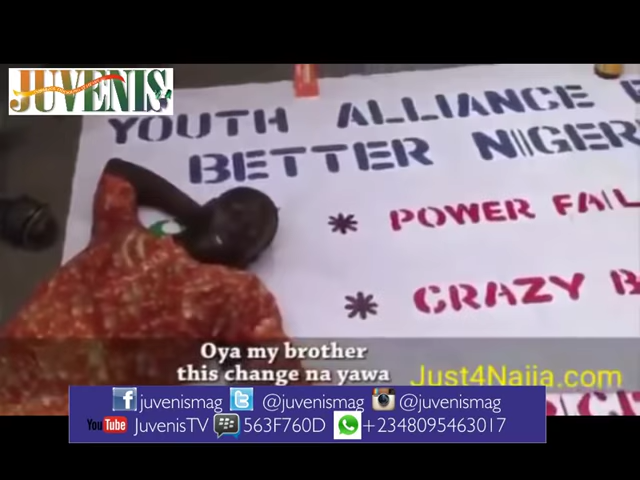 JUVENIS
YOUTH ALLIANCE
BETTER NIGER
* POWER FAIL
* CRAZY B
Oya my brother
this change na yawa
Just4Naija.com
juvenismag @juvenismag @juvenismag
YouTube JuvenisTV 563F760D +2348095463017